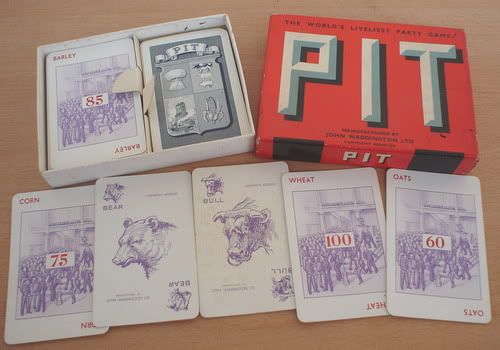 THE WORLD'S LIVELIEST PARTY GAME!
PIT
MANUFACTURED BY
JOHN WADDINGTON LTD
PIT
BARLEY
85
BARLEY
PIT
CORN
75
CORN
BEAR
BEAR
BULL
BULL
WHEAT
100
WHEAT
OATS
60
OATS